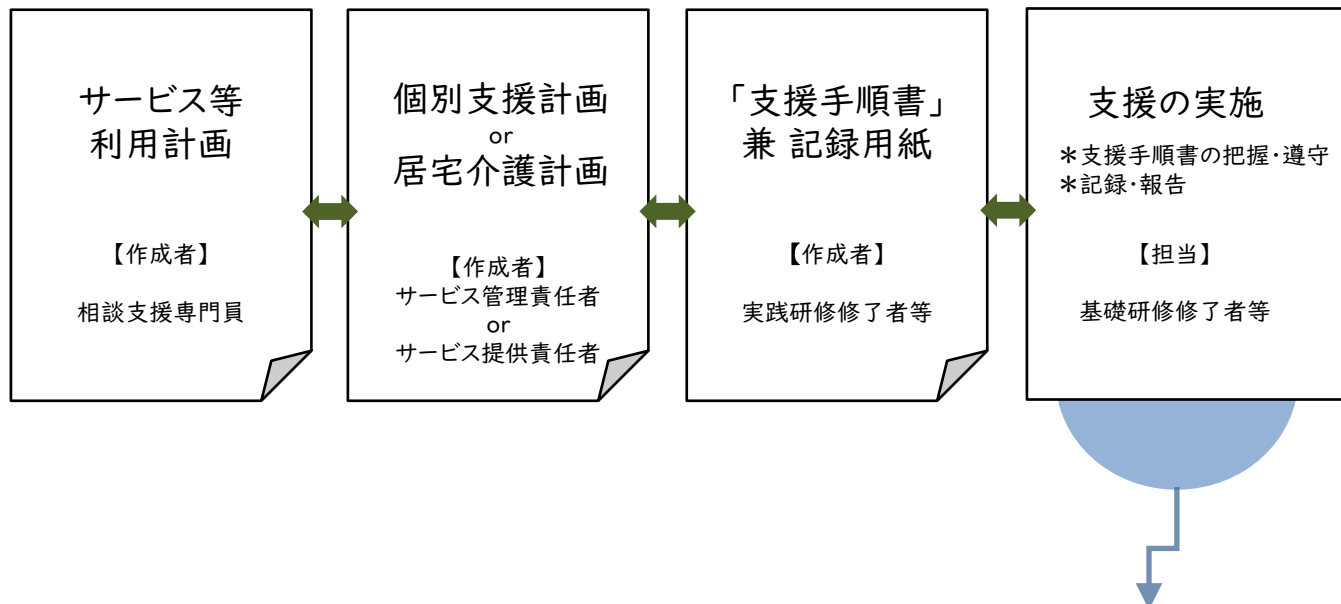 サービス等
利用計画
【作成者】
相談支援専門員
個別支援計画
or
居宅介護計画
【作成者】
サービス管理責任者
or
サービス提供責任者
「支援手順書」
兼 記録用紙
【作成者】
実践研修修了者等
支援の実施
＊支援手順書の把握・遵守
＊記録・報告
【担当】
基礎研修修了者等